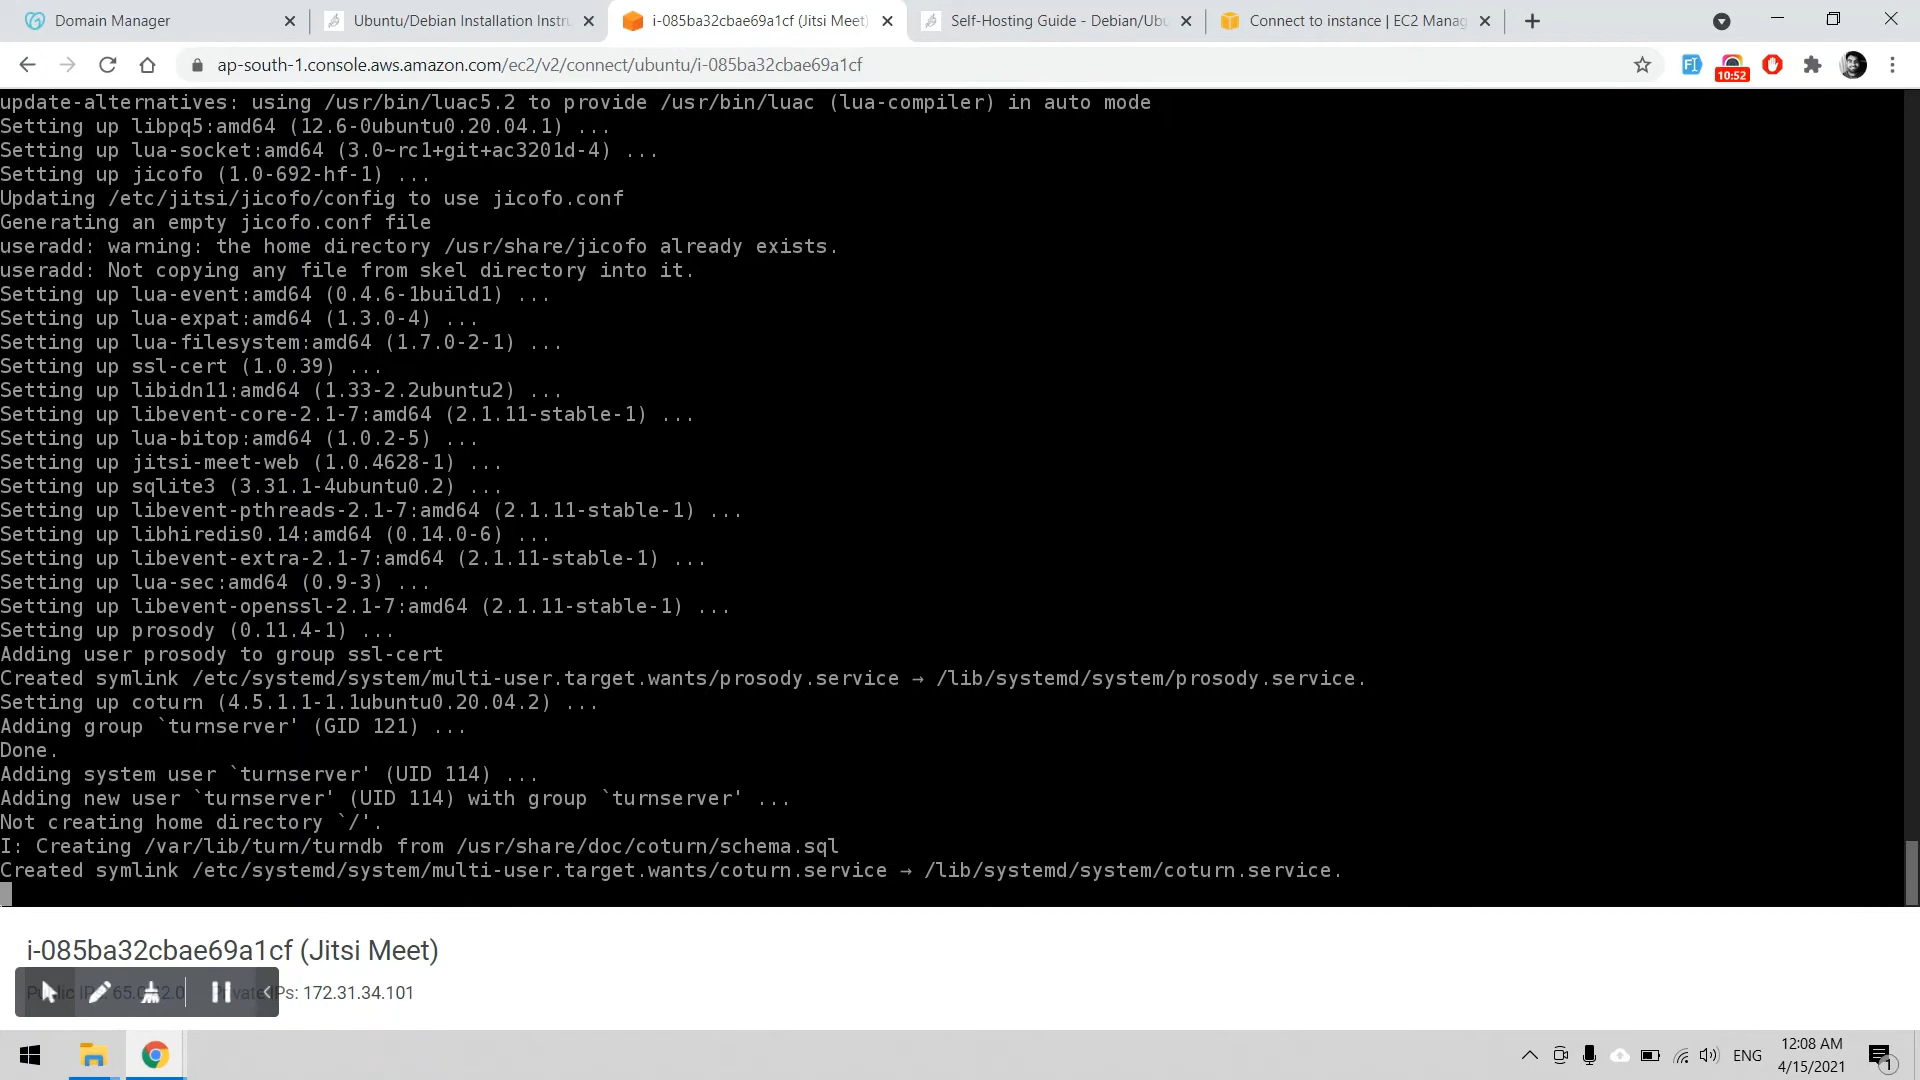 Domain Manager
Ubuntu/Debian Installation Instru
i-085ba32cbae69a1cf (Jitsi Meet)
Self-Hosting Guide - Debian/Ubu
Connect to instance | EC2 Manag
ap-south-1.console.aws.amazon.com/ec2/v2/connect/ubuntu/i-085ba32cbae69a1cf
10:52
update-alternatives: using /usr/bin/luac5.2 to provide /usr/bin/luac (lua-compiler) in auto mode
Setting up libpq5:amd64 (12.6-0ubuntu0.20.04.1) ...
Setting up lua-socket:amd64 (3.0~rc1+git+ac3201d-4) ...
Setting up jicofo (1.0-692-hf-1) ...
Updating /etc/jitsi/jicofo/config to use jicofo.conf
Generating an empty jicofo.conf file
useradd: warning: the home directory /usr/share/jicofo already exists.
useradd: Not copying any file from skel directory into it.
Setting up lua-event:amd64 (0.4.6-1build1) ...
Setting up lua-expat:amd64 (1.3.0-4) ...
Setting up lua-filesystem:amd64 (1.7.0-2-1) ...
Setting up ssl-cert (1.0.39) ...
Setting up libidn11:amd64 (1.33-2.2ubuntu2) ...
Setting up libevent-core-2.1-7:amd64 (2.1.11-stable-1) ...
Setting up lua-bitop:amd64 (1.0.2-5) ...
Setting up jitsi-meet-web (1.0.4628-1) ...
Setting up sqlite3 (3.31.1-4ubuntu0.2) ...
Setting up libevent-pthreads-2.1-7:amd64 (2.1.11-stable-1) ...
Setting up libhiredis0.14:amd64 (0.14.0-6) ...
Setting up libevent-extra-2.1-7:amd64 (2.1.11-stable-1) ...
Setting up lua-sec:amd64 (0.9-3) ...
Setting up libevent-openssl-2.1-7:amd64 (2.1.11-stable-1) ...
Setting up prosody (0.11.4-1) ...
Adding user prosody to group ssl-cert
Created symlink /etc/systemd/system/multi-user.target.wants/prosody.service → /lib/systemd/system/prosody.service.
Setting up coturn (4.5.1.1-1.1ubuntu0.20.04.2) ...
Adding group `turnserver' (GID 121) ...
Done.
Adding system user `turnserver' (UID 114) ...
Adding new user `turnserver' (UID 114) with group `turnserver' ...
Not creating home directory `/'.
I: Creating /var/lib/turn/turndb from /usr/share/doc/coturn/schema.sql
Created symlink /etc/systemd/system/multi-user.target.wants/coturn.service → /lib/systemd/system/coturn.service.
i-085ba32cbae69a1cf (Jitsi Meet)
IPs: 172.31.34.101
ENG
12:08 AM
4/15/2021
1